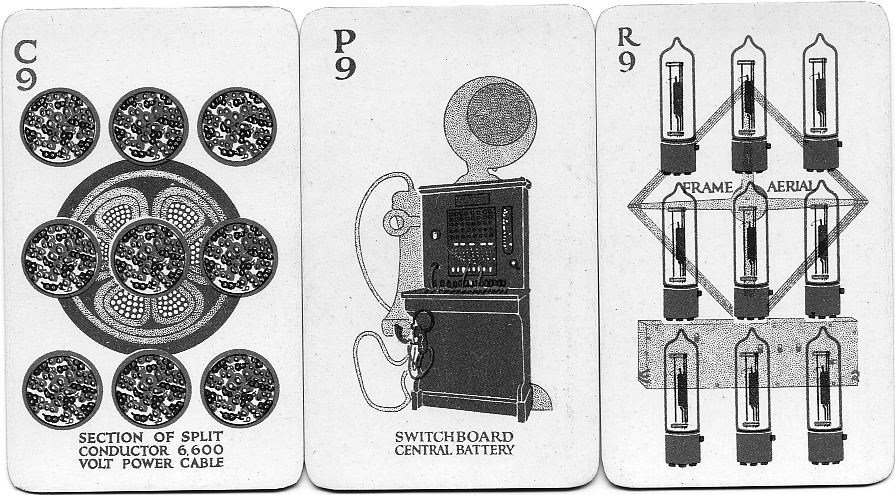 C
9
SECTION OF SPLIT
CONDUCTOR 6,600
VOLT POWER CABLE
P
9
SWITCHBOARD
CENTRAL BATTERY
R
9
FRAME AERIAL